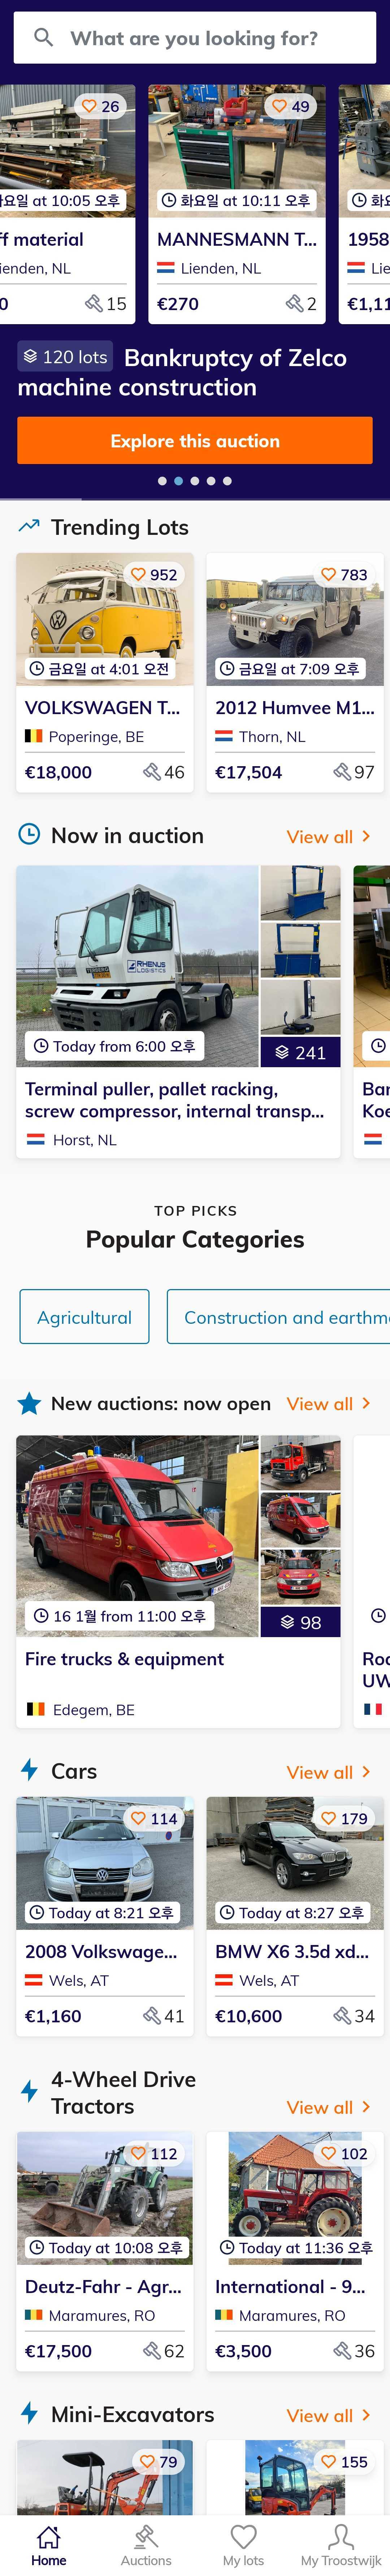 What are you looking for?
26
49
화요일 at 10:05 오후
화요일 at 10:11 오후
ff material
MANNESMANN T...
1958
ienden, NL
Lienden, NL
Lie
0
15
€270
2
€1,11
120 lots
Bankruptcy of Zelco
machine construction
Explore this auction
Trending Lots
952
783
금요일 at 4:01 오전
금요일 at 7:09 오후
VOLKSWAGEN T...
2012 Humvee M1...
Poperinge, BE
Thorn, NL
€18,000
46
€17,504
97
Now in auction
View all
RHENUS
LOGISTICS
Today from 6:00 오후
241
Terminal puller, pallet racking,
screw compressor, internal transp...
Bar
Koe
Horst, NL
TOP PICKS
Popular Categories
Agricultural
Construction and earthm
New auctions: now open
View all
16 1월 from 11:00 오후
98
Fire trucks & equipment
Roo
UW
Edegem, BE
Cars
View all
114
179
Today at 8:21 오후
Today at 8:27 오후
2008 Volkswage...
BMW X6 3.5d xd...
Wels, AT
Wels, AT
€1,160
41
€10,600
34
4-Wheel Drive
Tractors
View all
112
102
Today at 10:08 오후
Today at 11:36 오후
Deutz-Fahr - Agr...
International - 9...
Maramures, RO
Maramures, RO
€17,500
62
€3,500
36
Mini-Excavators
View all
79
155
Home
Auctions
My lots
My Troostwijk